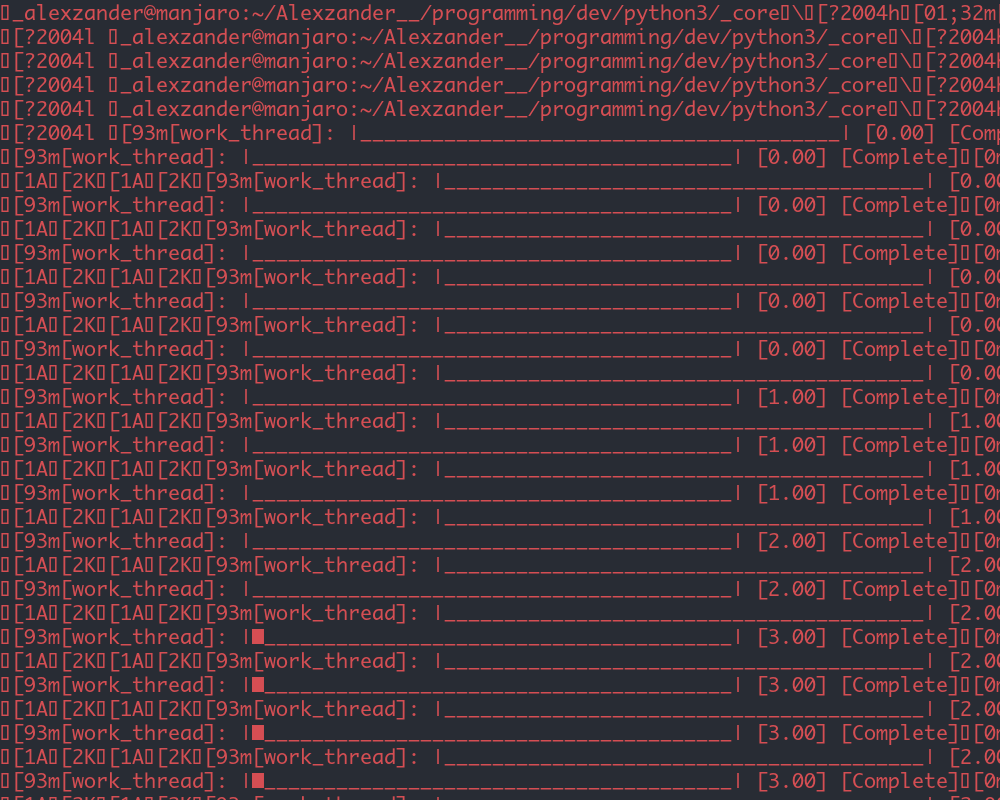 ▯_alexzander@manjaro:~/Alexzander__/programming/dev/python3/_core▯\▯[?2004h▯[01;32m
▯[?2004l ▯_alexzander@manjaro:~/Alexzander__/programming/dev/python3/_core▯\▯[?2004h
▯[?2004l ▯_alexzander@manjaro:~/Alexzander__/programming/dev/python3/_core▯\▯[?2004h
▯[?2004l ▯_alexzander@manjaro:~/Alexzander__/programming/dev/python3/_core▯\▯[?2004h
▯[?2004l ▯_alexzander@manjaro:~/Alexzander__/programming/dev/python3/_core▯\▯[?2004h
▯[?2004l ▯[93m[work_thread]: |________________________________________| [0.00] [Comp
▯[93m[work_thread]: |________________________________________| [0.00] [Complete]▯[0m
▯[1A▯[2K▯[1A▯[2K▯[93m[work_thread]: |________________________________________| [0.00
▯[93m[work_thread]: |________________________________________| [0.00] [Complete]▯[0m
▯[1A▯[2K▯[1A▯[2K▯[93m[work_thread]: |________________________________________| [0.00
▯[93m[work_thread]: |________________________________________| [0.00] [Complete]▯[0m
▯[1A▯[2K▯[1A▯[2K▯[93m[work_thread]: |________________________________________| [0.00
▯[93m[work_thread]: |________________________________________| [0.00] [Complete]▯[0m
▯[1A▯[2K▯[1A▯[2K▯[93m[work_thread]: |________________________________________| [0.00
▯[93m[work_thread]: |________________________________________| [0.00] [Complete]▯[0m
▯[1A▯[2K▯[1A▯[2K▯[93m[work_thread]: |________________________________________| [0.00
▯[93m[work_thread]: |________________________________________| [1.00] [Complete]▯[0m
▯[1A▯[2K▯[1A▯[2K▯[93m[work_thread]: |________________________________________| [1.00
▯[93m[work_thread]: |________________________________________| [1.00] [Complete]▯[0m
▯[1A▯[2K▯[1A▯[2K▯[93m[work_thread]: |________________________________________| [1.00
▯[93m[work_thread]: |________________________________________| [1.00] [Complete]▯[0m
▯[1A▯[2K▯[1A▯[2K▯[93m[work_thread]: |________________________________________| [1.00
▯[93m[work_thread]: |________________________________________| [2.00] [Complete]▯[0m
▯[1A▯[2K▯[1A▯[2K▯[93m[work_thread]: |________________________________________| [2.00
▯[93m[work_thread]: |________________________________________| [2.00] [Complete]▯[0m
▯[1A▯[2K▯[1A▯[2K▯[93m[work_thread]: |________________________________________| [2.00
▯[93m[work_thread]: |█_______________________________________| [3.00] [Complete]▯[0m
▯[1A▯[2K▯[1A▯[2K▯[93m[work_thread]: |________________________________________| [2.00
▯[93m[work_thread]: |█_______________________________________| [3.00] [Complete]▯[0m
▯[1A▯[2K▯[1A▯[2K▯[93m[work_thread]: |________________________________________| [2.00
▯[93m[work_thread]: |█_______________________________________| [3.00] [Complete]▯[0m
▯[1A▯[2K▯[1A▯[2K▯[93m[work_thread]: |________________________________________| [2.00
▯[93m[work_thread]: |█_______________________________________| [3.00] [Complete]▯[0m